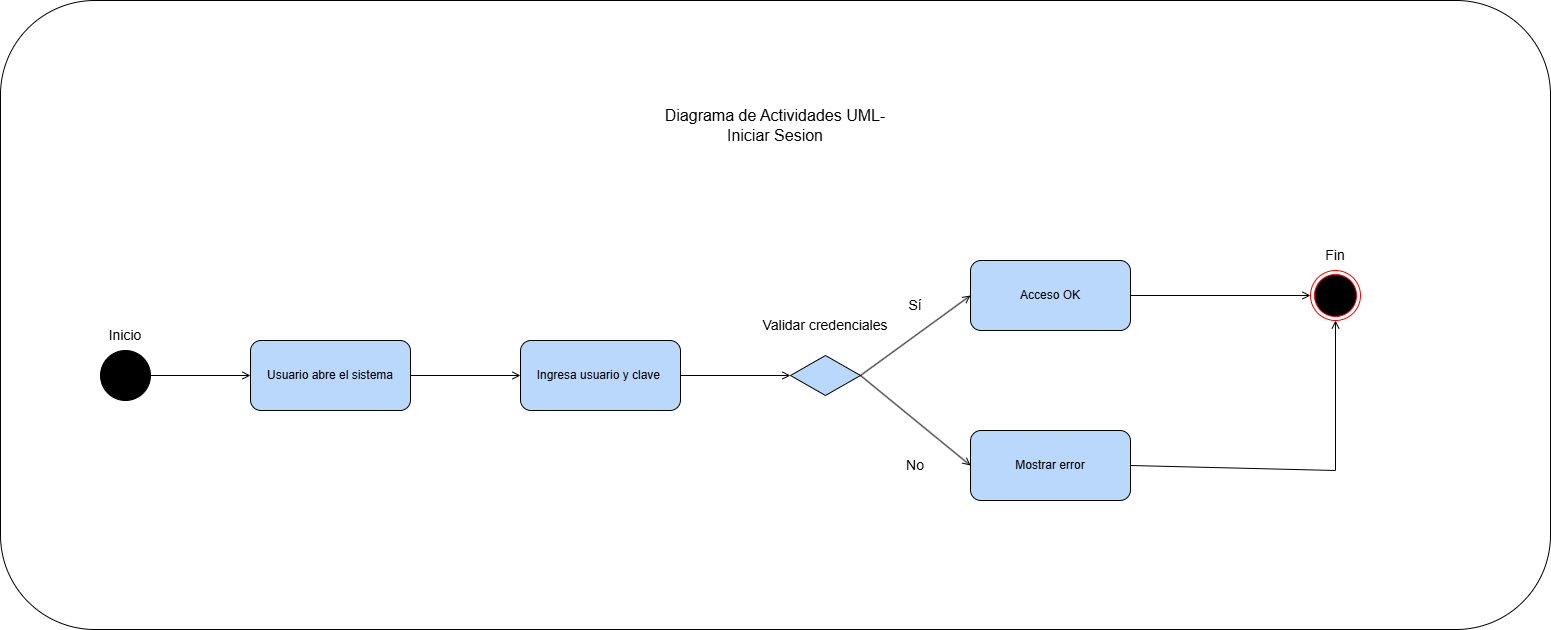 Diagrama de Actividades UML-
Iniciar Sesion
Inicio
Usuario abre el sistema
Ingresa usuario y clave
Validar credenciales
Sí
No
Acceso OK
Mostrar error
Fin